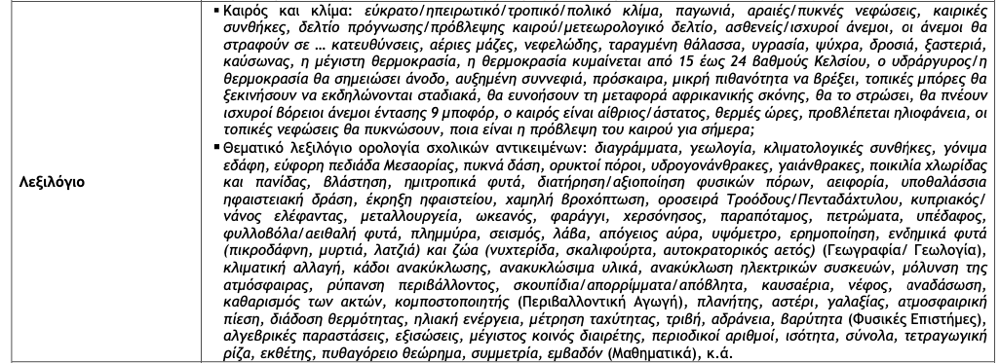 Λεξιλόγιο
▪ Καιρός και κλίμα: εύκρατο/ηπειρωτικό/τροπικό/πολικό κλίμα, παγωνιά, αραιές/πυκνές νεφώσεις, καιρικές
συνθήκες, δελτίο πρόγνωσης/πρόβλεψης καιρού/μετεωρολογικό δελτίο, ασθενείς/ισχυροί άνεμοι, οι άνεμοι θα
στραφούν σε … κατευθύνσεις, αέριες μάζες, νεφελώδης, ταραγμένη θάλασσα, υγρασία, ψύχρα, δροσιά, ξαστεριά,
καύσωνας, η μέγιστη θερμοκρασία, η θερμοκρασία κυμαίνεται από 15 έως 24 βαθμούς Κελσίου, ο υδράργυρος/η
θερμοκρασία θα σημειώσει άνοδο, αυξημένη συννεφιά, πρόσκαιρα, μικρή πιθανότητα να βρέξει, τοπικές μπόρες θα
ξεκινήσουν να εκδηλώνονται σταδιακά, θα ευνοήσουν τη μεταφορά αφρικανικής σκόνης, θα το στρώσει, θα πνέουν
ισχυροί βόρειοι άνεμοι έντασης 9 μποφόρ, ο καιρός είναι αίθριος/άστατος, θερμές ώρες, προβλέπεται ηλιοφάνεια, οι
τοπικές νεφώσεις θα πυκνώσουν, ποια είναι η πρόβλεψη του καιρού για σήμερα;
▪ Θεματικό λεξιλόγιο ορολογία σχολικών αντικειμένων: διαγράμματα, γεωλογία, κλιματολογικές συνθήκες, γόνιμα
εδάφη, εύφορη πεδιάδα Μεσαορίας, πυκνά δάση, ορυκτοί πόροι, υδρογονάνθρακες, γαιάνθρακες, ποικιλία χλωρίδας
και πανίδας, βλάστηση, ημιτροπικά φυτά, διατήρηση/αξιοποίηση φυσικών πόρων, αειφορία, υποθαλάσσια
ηφαιστειακή δράση, έκρηξη ηφαιστείου, χαμηλή βροχόπτωση, οροσειρά Τροόδους/Πενταδάχτυλου, κυπριακός/
νάνος ελέφαντας, μεταλλουργεία, ωκεανός, φαράγγι, χερσόνησος, παραπόταμος, πετρώματα, υπέδαφος,
φυλλοβόλα/αειθαλή φυτά, πλημμύρα, σεισμός, λάβα, απόγειος αύρα, υψόμετρο, ερημοποίηση, ενδημικά φυτά
(πικροδάφνη, μυρτιά, λατζιά) και ζώα (νυχτερίδα, σκαλιφούρτα, αυτοκρατορικός αετός) (Γεωγραφία/ Γεωλογία),
κλιματική αλλαγή, κάδοι ανακύκλωσης, ανακυκλώσιμα υλικά, ανακύκλωση ηλεκτρικών συσκευών, μόλυνση της
ατμόσφαιρας, ρύπανση περιβάλλοντος, σκουπίδια/απορρίμματα/απόβλητα, καυσαέρια, νέφος, αναδάσωση,
καθαρισμός των ακτών, κομποστοποιητής (Περιβαλλοντική Αγωγή), πλανήτης, αστέρι, γαλαξίας, ατμοσφαιρική
πίεση, διάδοση θερμότητας, ηλιακή ενέργεια, μέτρηση ταχύτητας, τριβή, αδράνεια, βαρύτητα (Φυσικές Επιστήμες),
αλγεβρικές παραστάσεις, εξισώσεις, μέγιστος κοινός διαιρέτης, περιοδικοί αριθμοί, ισότητα, σύνολα, τετραγωγική
ρίζα, εκθέτης, πυθαγόρειο θεώρημα, συμμετρία, εμβαδόν (Μαθηματικά), κ.ά.